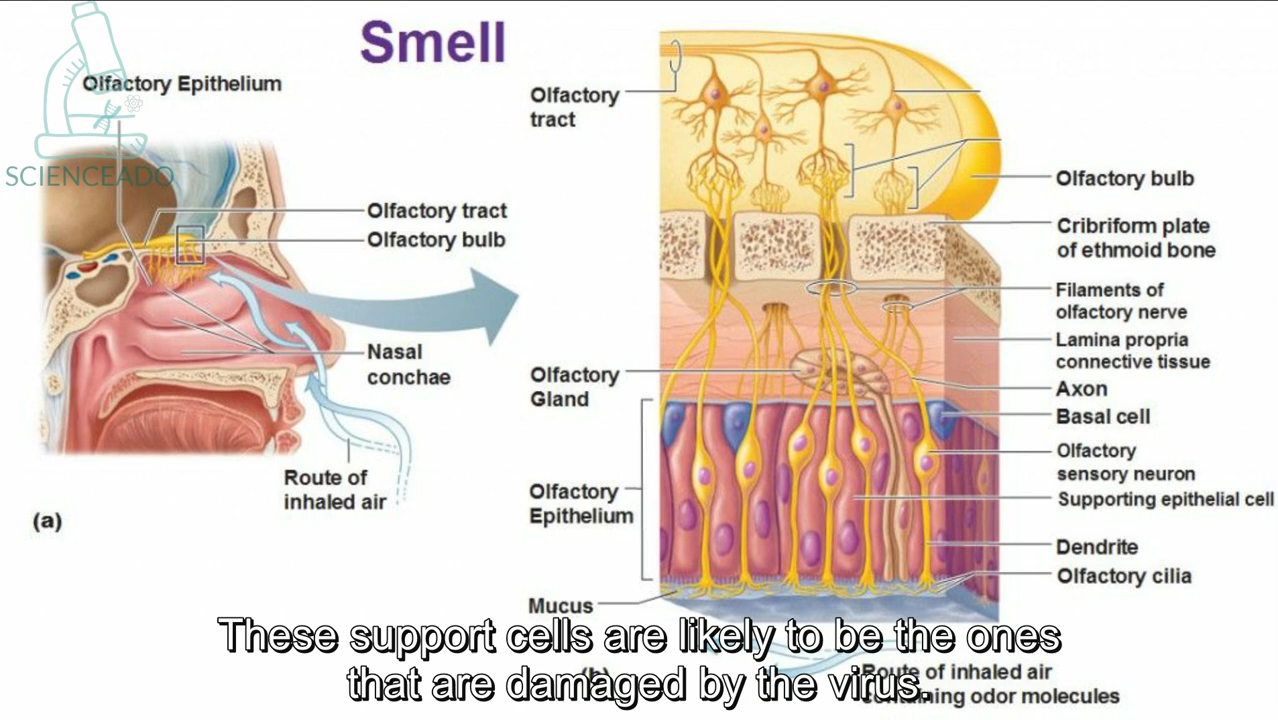 Smell
SCIENCEADO
Olfactory Epithelium
Olfactory tract
Olfactory bulb
Nasal
conchae
Route of
inhaled air
(a)
Olfactory
tract
Olfactory
Gland
Olfactory
Epithelium
Mucus
Olfactory bulb
Cribriform plate
of ethmoid bone
Filaments of
olfactory nerve
Lamina propria
connective tissue
Axon
Basal cell
Olfactory
sensory neuron
Supporting epithelial cell
Dendrite
Olfactory cilia
(b)
Route of inhaled air
containing odor molecules
These support cells are likely to be the ones
that are damaged by the virus.